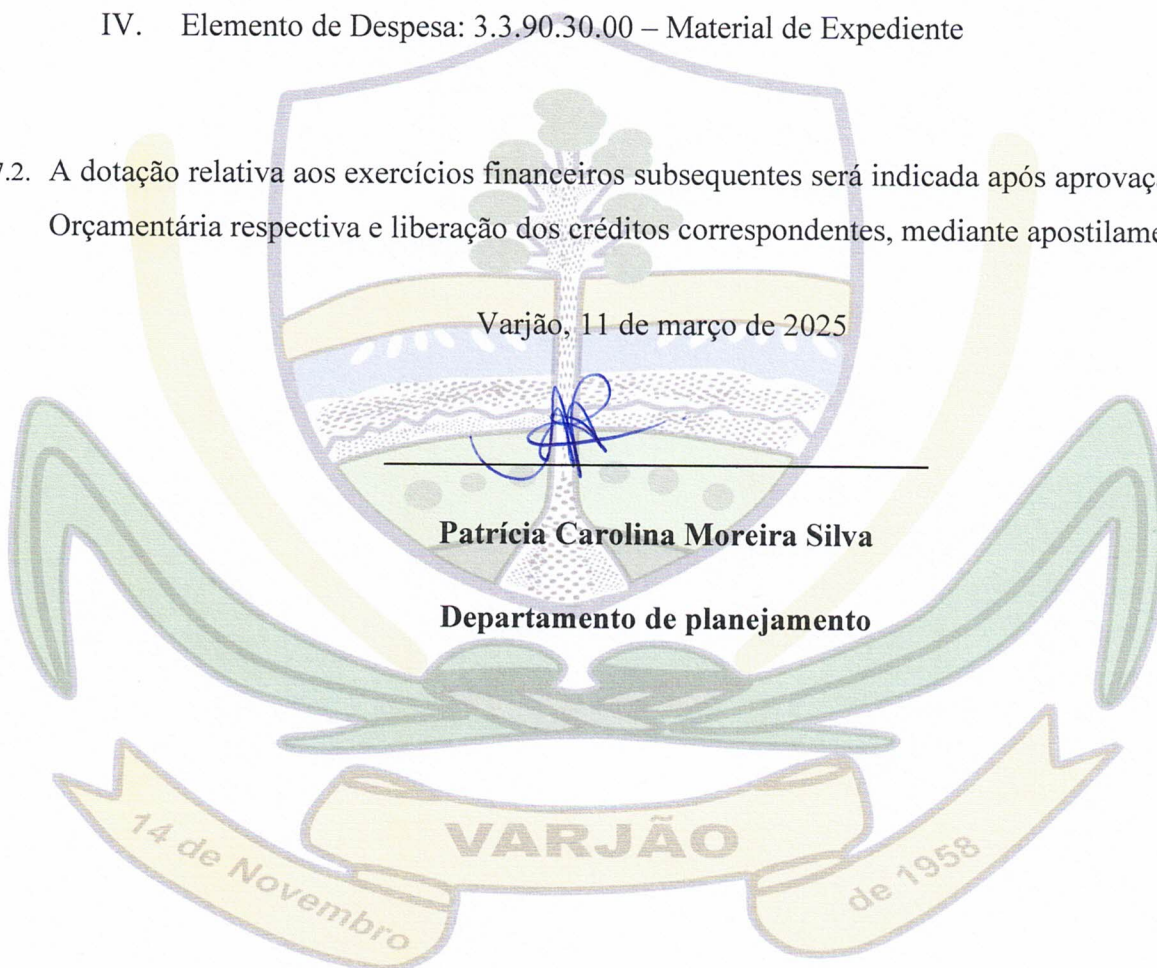 IV. Elemento de Despesa: 3.3.90.30.00 – Material de Expediente
7.2. A dotação relativa aos exercícios financeiros subsequentes será indicada após aprovaç
Orçamentária respectiva e liberação dos créditos correspondentes, mediante apostilame
Varjão, 11 de março de 2025
Patrícia Carolina Moreira Silva
Departamento de planejamento
14 de Novembro
VARJÃO
de 1958